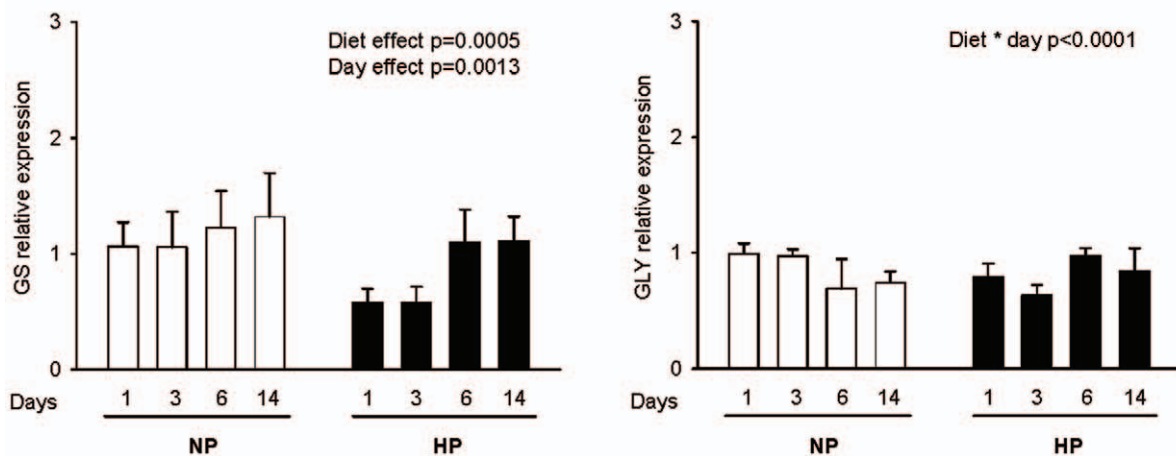 GS relative expression
3
2
1
0
Diet effect p=0.0005
Day effect p=0.0013
Days 1 3 6 14 1 3 6 14
NP HP
GLY relative expression
3
2
1
0
Diet * day p<0.0001
Days 1 3 6 14 1 3 6 14
NP HP